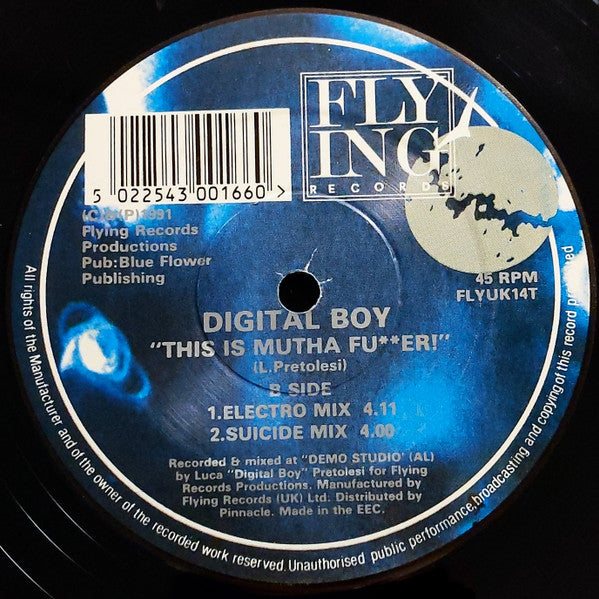 FLY
ING
RECORDS
5 022543 001660 >
(C)&(P)1991
Flying Records
Productions
Pub:Blue Flower
Publishing
45 RPM
FLYUK14T
DIGITAL BOY
"THIS IS MUTHA FU**ER!"
(L.Pretolesi)
B SIDE
1.ELECTRO MIX 4.11
2.SUICIDE MIX 4.00
Recorded & mixed at "DEMO STUDIO' (AL)
by Luca "Digital Boy" Pretolesi for Flying
Records Productions. Manufactured by
Flying Records (UK) Ltd. Distributed by
Pinnacle. Made in the EEC.
All rights of the Manufacturer and of the owner of the recorded work reserved. Unauthorised public performance, broadcasting and copying of this record prohibited